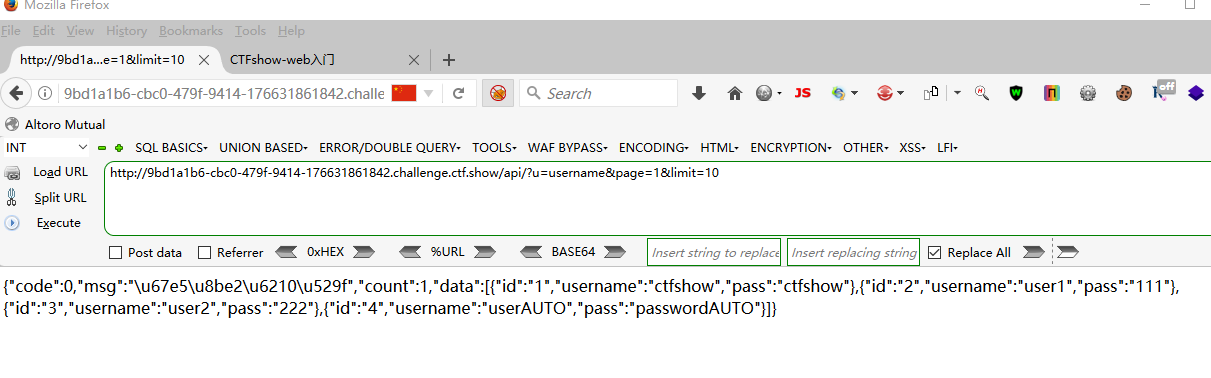 Mozilla Firefox
File Edit View History Bookmarks Tools Help
http://9bd1a...e=1&limit=10
CTFshow-web入门
9bd1a1b6-cbc0-479f-9414-176631861842.challe
Search
JS
off
Altoro Mutual
INT
SQL BASICS UNION BASED ERROR/DOUBLE QUERY TOOLS WAF BYPASS ENCODING HTML ENCRYPTION OTHER XSS LFI
Load URL
http://9bd1a1b6-cbc0-479f-9414-176631861842.challenge.ctf.show/api/?u=username&page=1&limit=10
Split URL
Execute
Post data Referrer 0xHEX %URL BASE64 Insert string to replace Insert replacing string Replace All
{"code":0,"msg":"\u67e5\u8be2\u6210\u529f","count":1,"data":[{"id":"1","username":"ctfshow","pass":"ctfshow"},{"id":"2","username":"user1","pass":"111"},
{"id":"3","username":"user2","pass":"222"},{"id":"4","username":"userAUTO","pass":"passwordAUTO"}]}